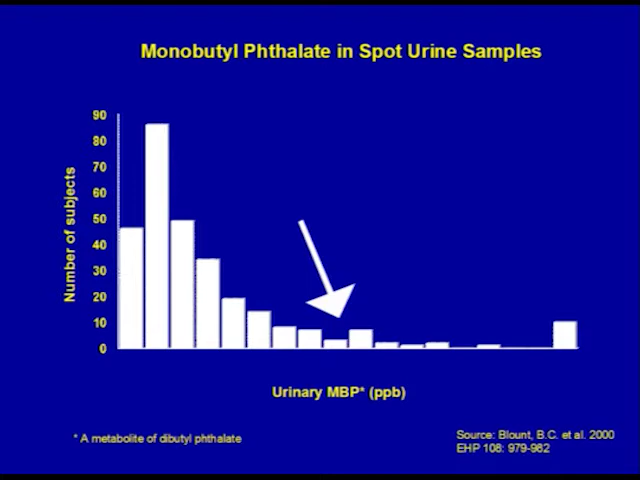 Monobutyl Phthalate in Spot Urine Samples
Number of subjects
90
80
70
60
50
40
30
20
10
0
Urinary MBP* (ppb)
* A metabolite of dibutyl phthalate
Source: Blount, B.C. et al. 2000
EHP 108: 979-982